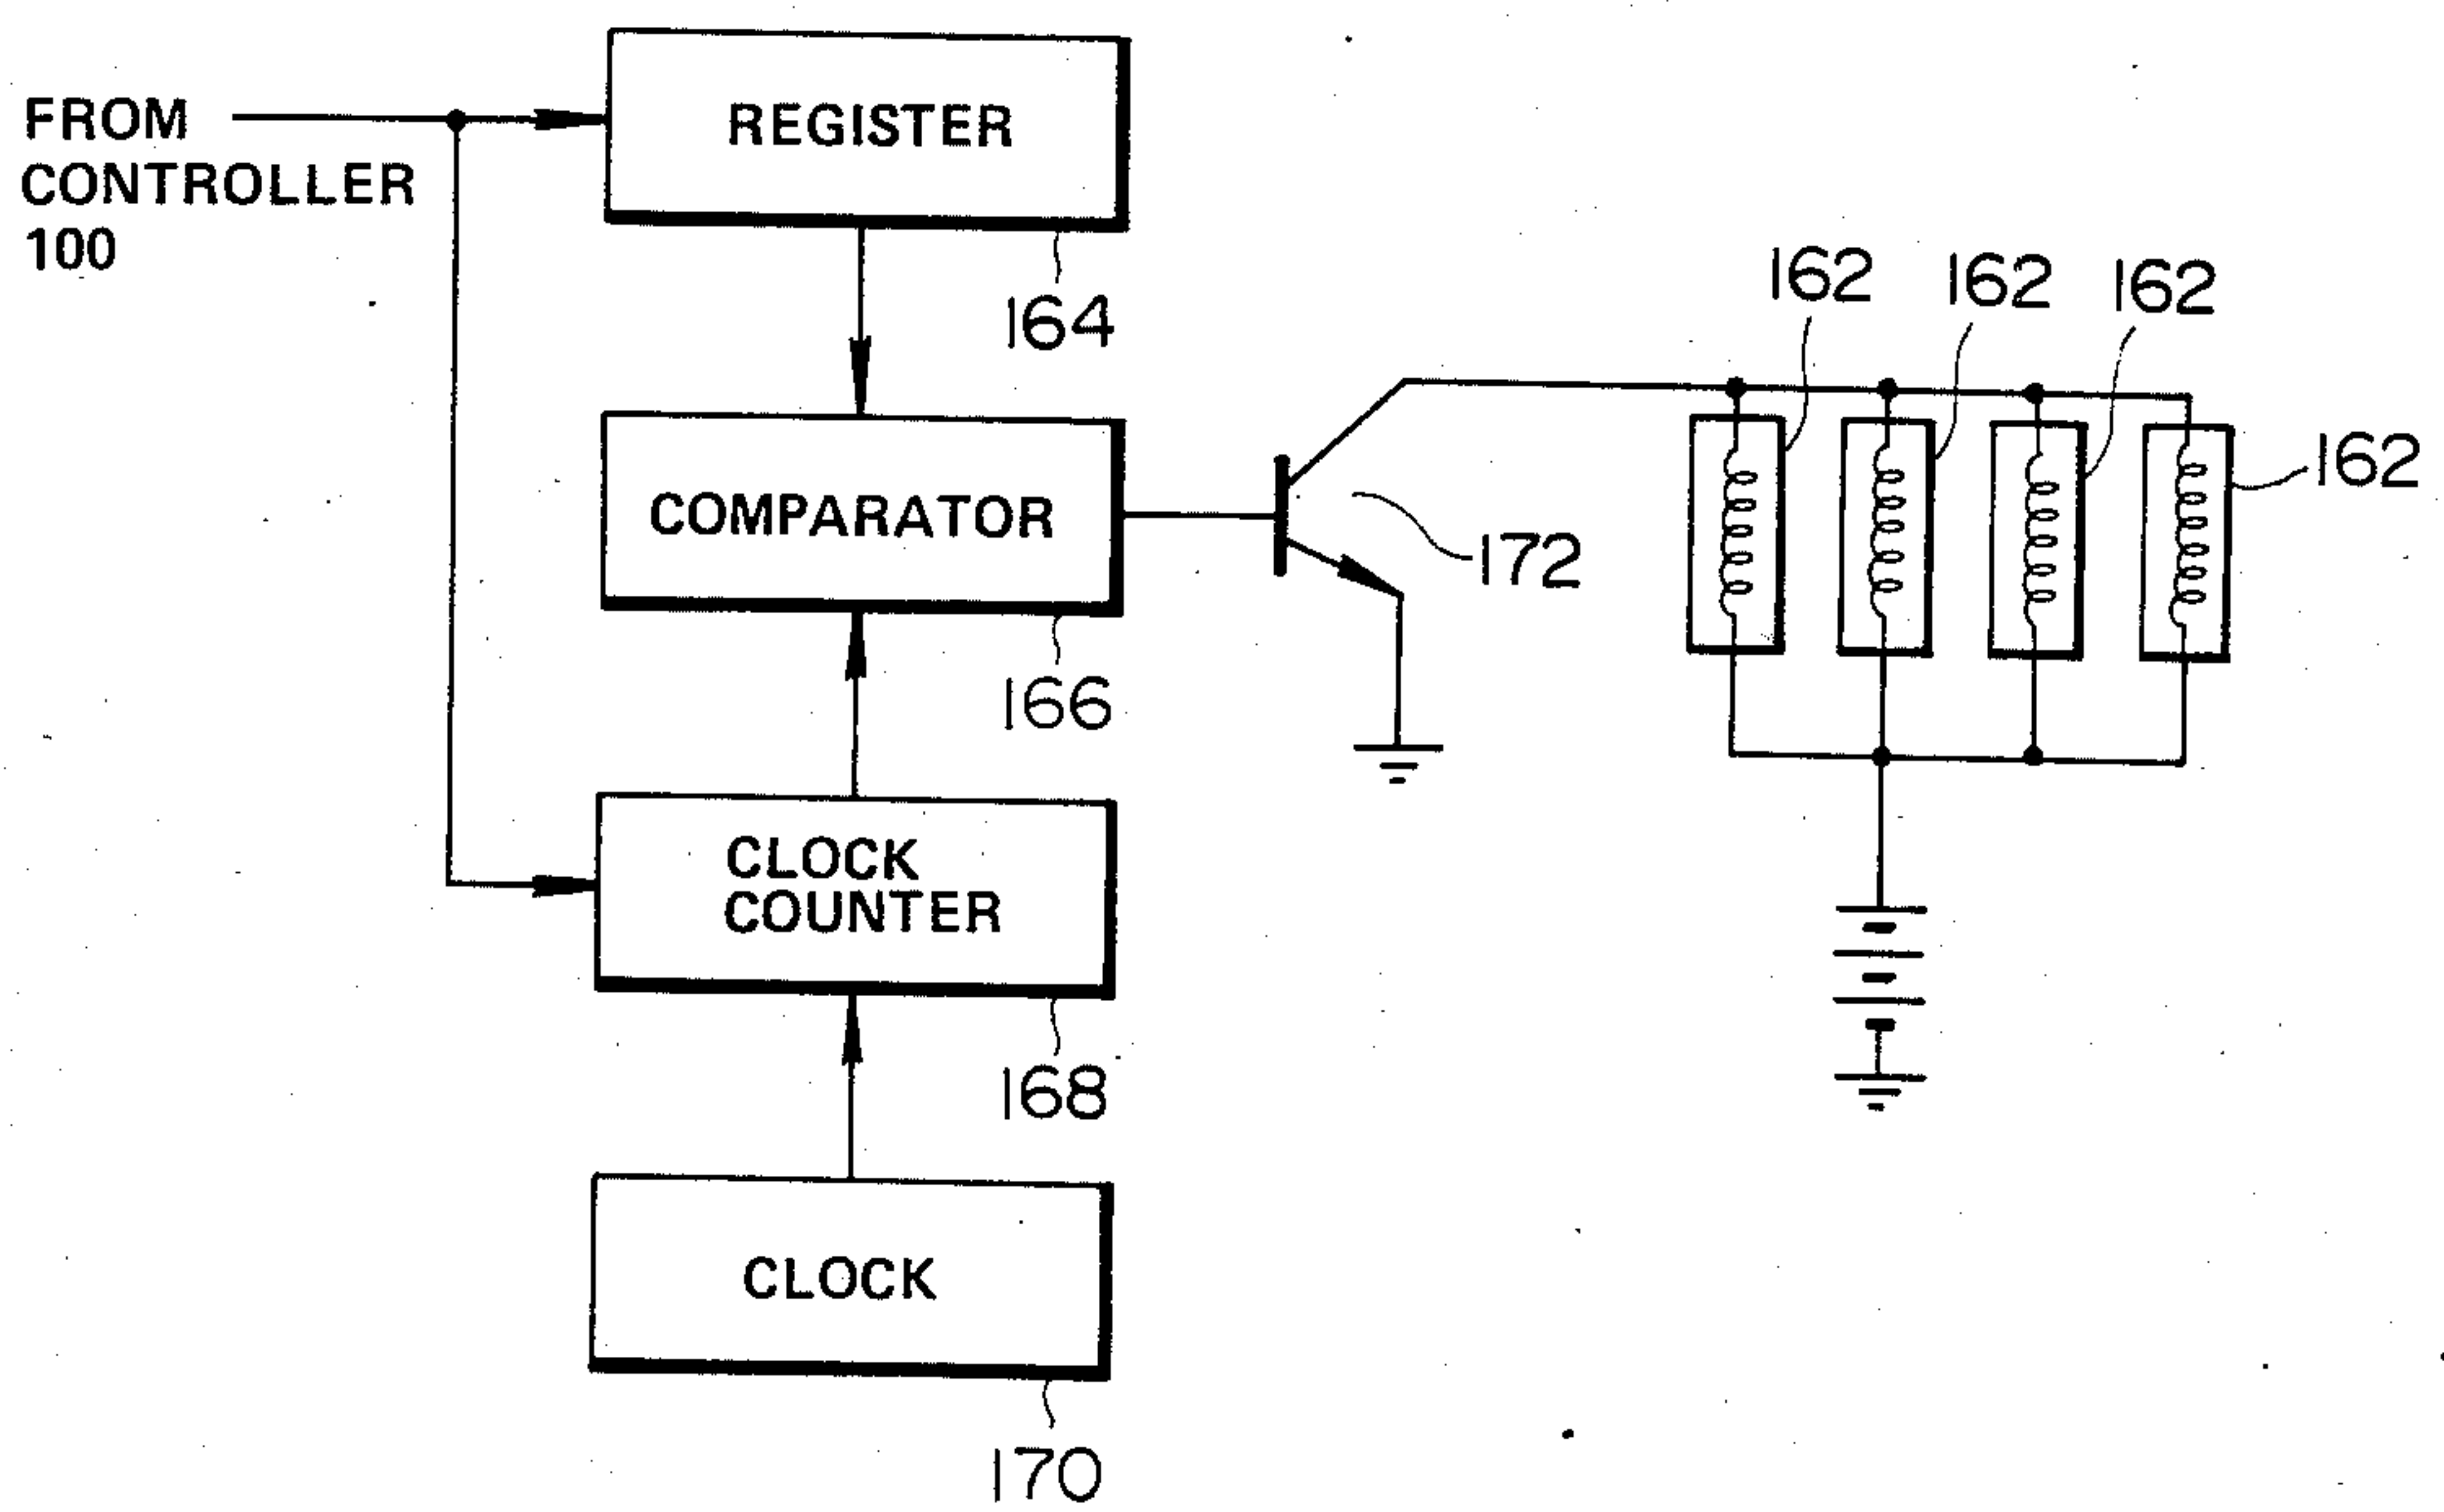 FROM
CONTROLLER
100
REGISTER
164
162
162
162
162
COMPARATOR
172
166
CLOCK
COUNTER
168
CLOCK
170